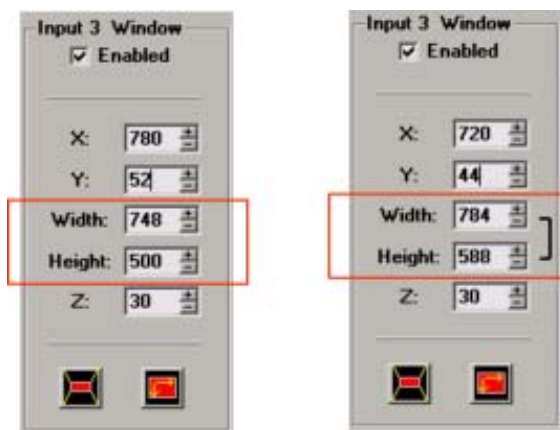 Input 3 Window
Enabled
X: 780
Y: 52
Width: 748
Height: 500
Z: 30
Input 3 Window
Enabled
X: 720
Y: 44
Width: 784
Height: 588
Z: 30